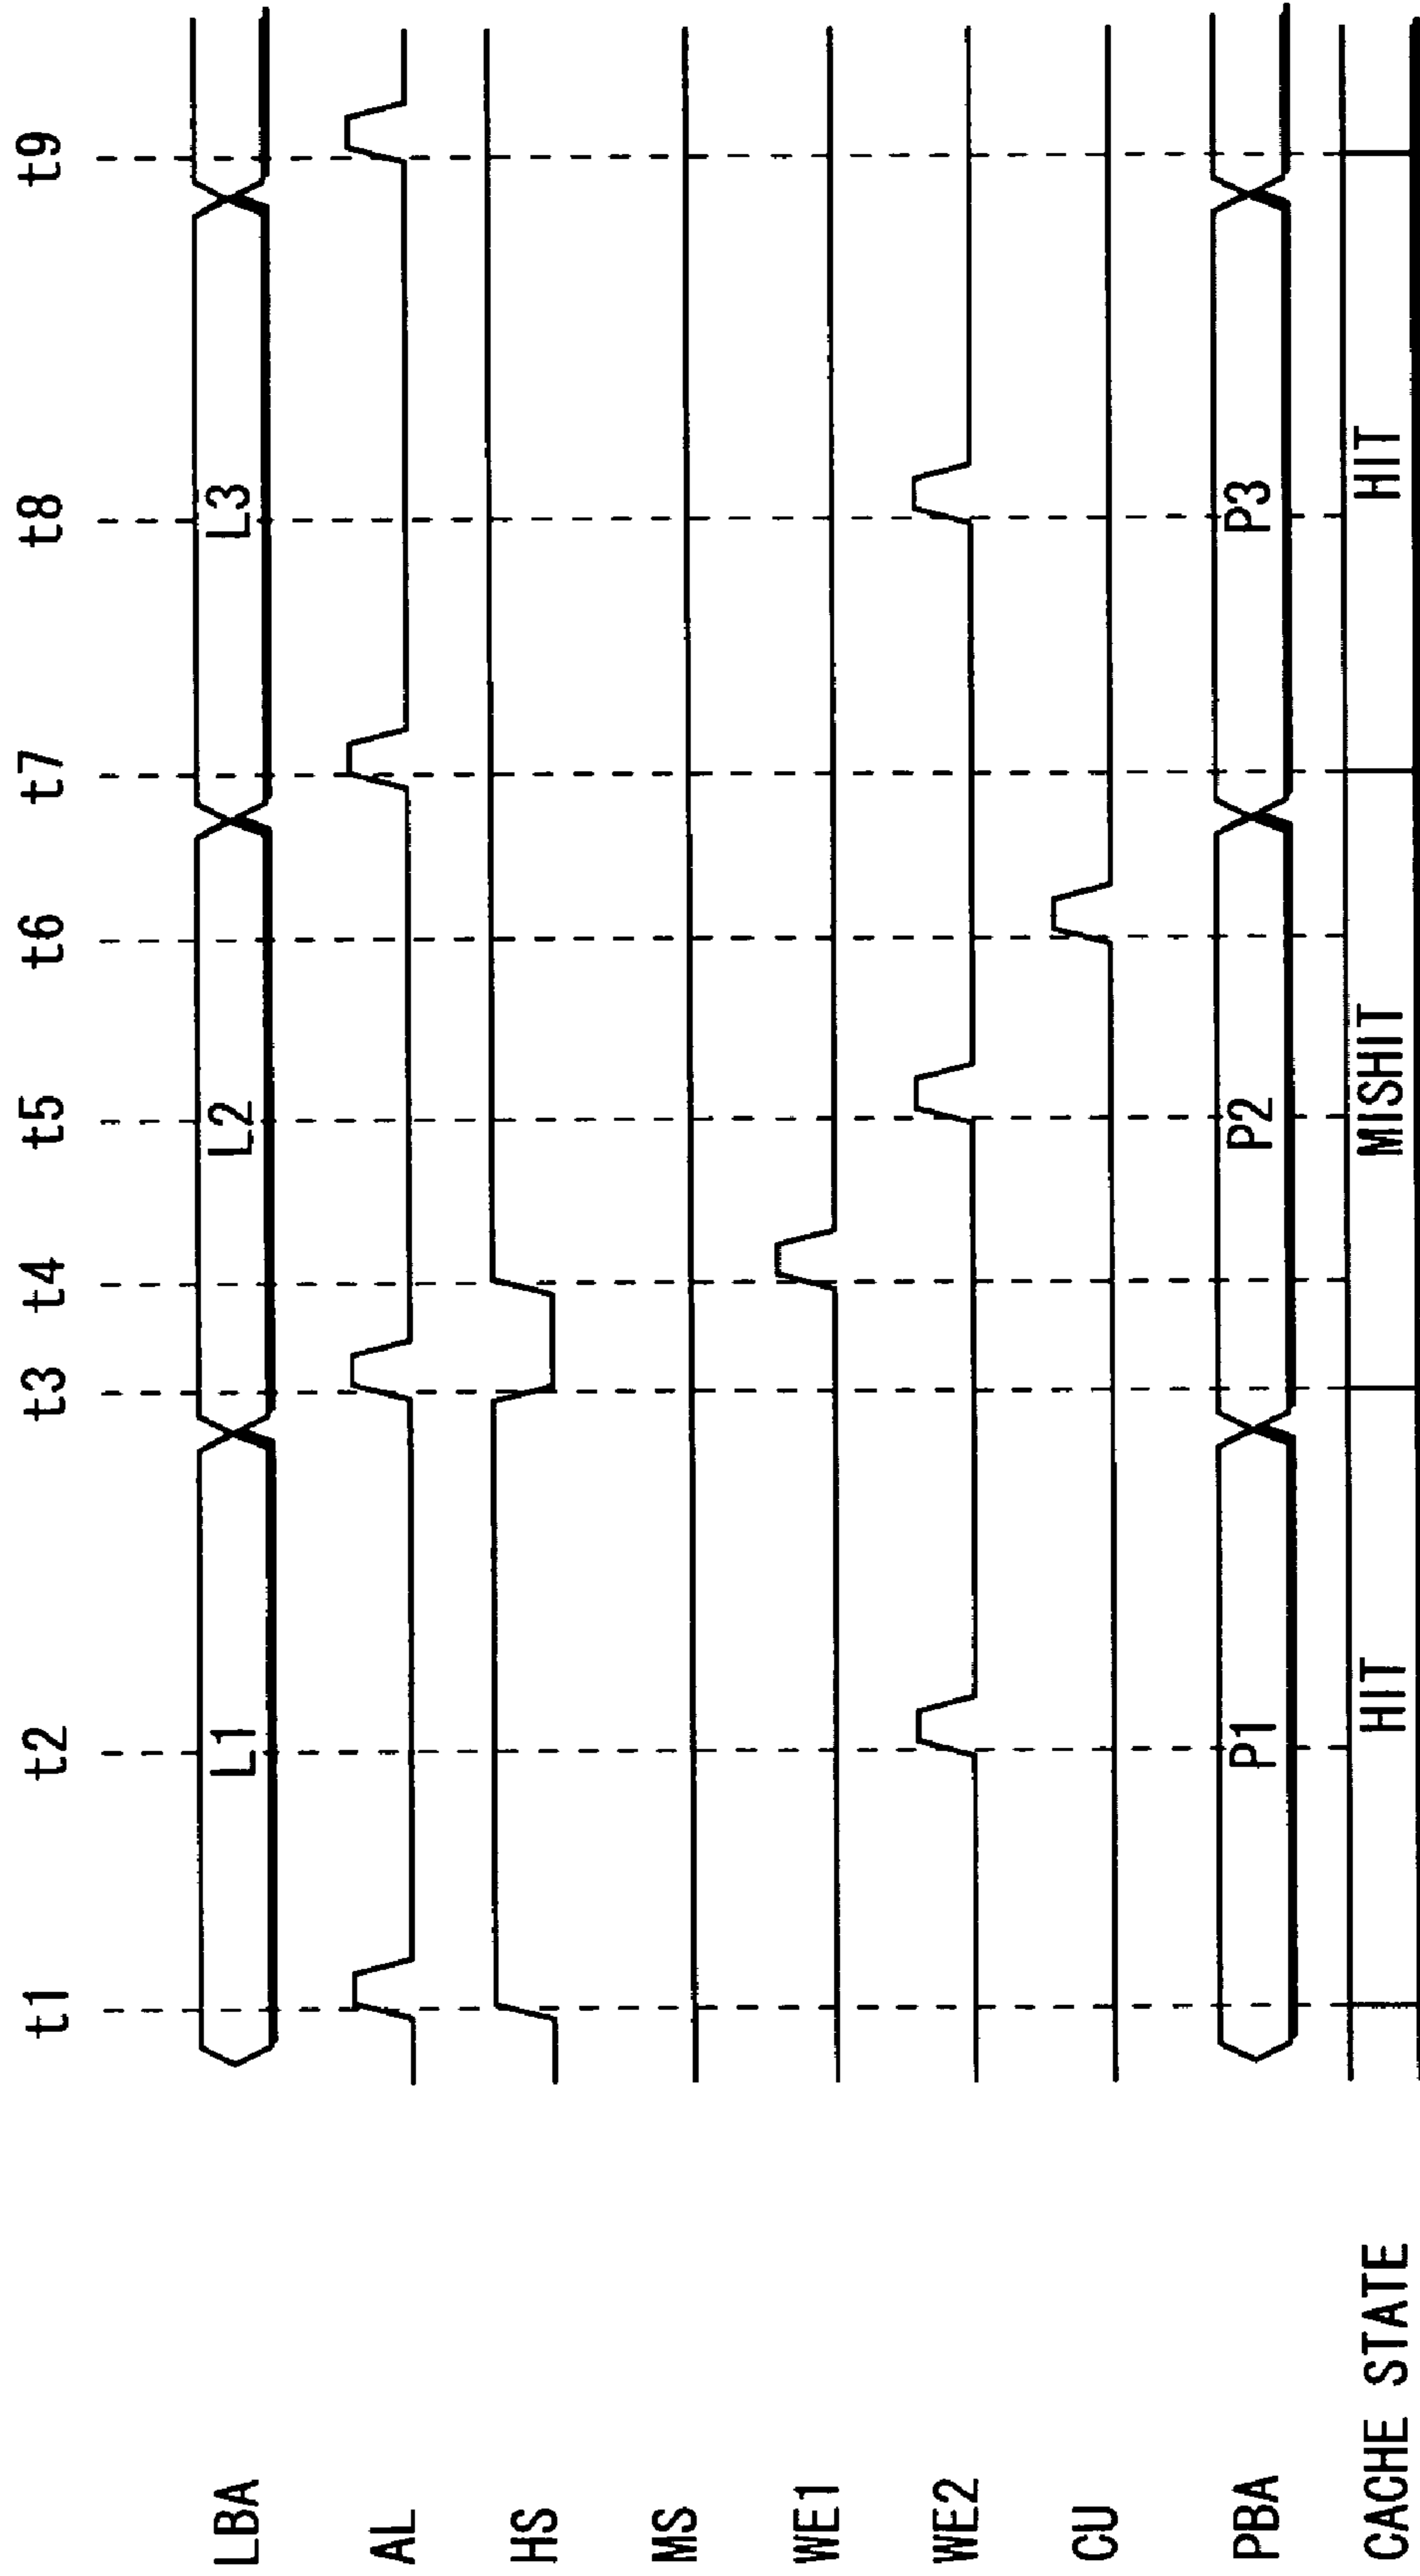 t1 t2 t3 t4 t5 t6 t7 t8 t9
LBA L1 L2 L3
AL
HS
MS
WE1
WE2
CU
PBA P1 P2 P3
CACHE STATE HIT MISHIT HIT